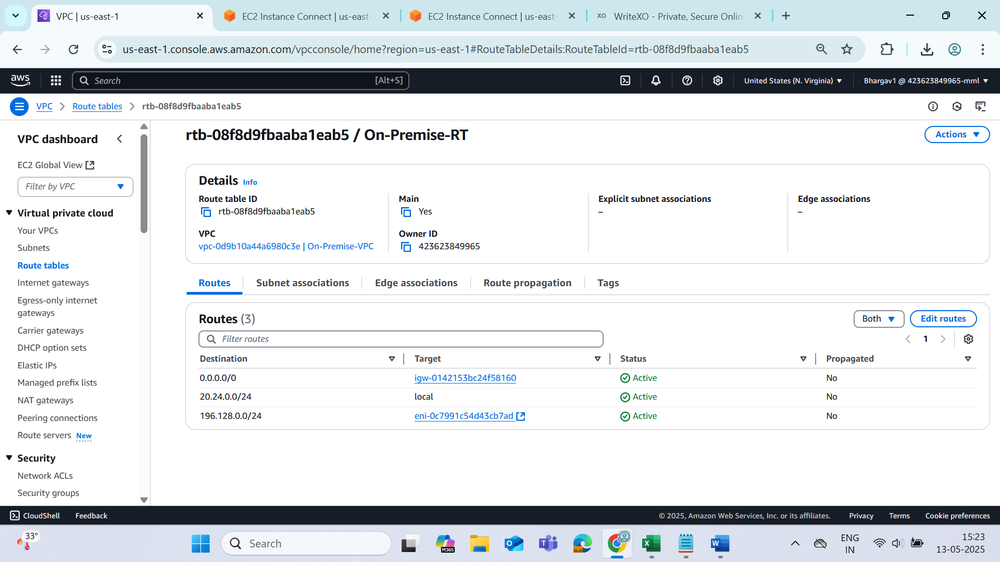 VPC | us-east-1
EC2 Instance Connect | us-east-
EC2 Instance Connect | us-east-
XO WriteXO - Private, Secure Onlin
us-east-1.console.aws.amazon.com/vpcconsole/home?region=us-east-1#RouteTableDetails:RouteTableId=rtb-08f8d9fbaaba1eab5
aws
Search [Alt+S]
United States (N. Virginia)
Bhargav1 @ 423623849965-mml
VPC
Route tables
rtb-08f8d9fbaaba1eab5
VPC dashboard
EC2 Global View
Filter by VPC
Virtual private cloud
Your VPCs
Subnets
Route tables
Internet gateways
Egress-only internet
gateways
Carrier gateways
DHCP option sets
Elastic IPs
Managed prefix lists
NAT gateways
Peering connections
Route servers New
Security
Network ACLs
Security groups
rtb-08f8d9fbaaba1eab5 / On-Premise-RT
Actions
Details Info
Route table ID
rtb-08f8d9fbaaba1eab5
Main
Yes
Explicit subnet associations
–
Edge associations
–
VPC
vpc-0d9b10a44a6980c3e | On-Premise-VPC
Owner ID
423623849965
Routes
Subnet associations
Edge associations
Route propagation
Tags
Routes (3)
Both
Edit routes
Filter routes
1
Destination Target Status Propagated
0.0.0.0/0 igw-0142153bc24f58160 Active No
20.24.0.0/24 local Active No
196.128.0.0/24 eni-0c7991c54d43cb7ad Active No
CloudShell Feedback
© 2025, Amazon Web Services, Inc. or its affiliates. Privacy Terms Cookie preferences
33°
Search
M365
ENG
IN
15:23
13-05-2025